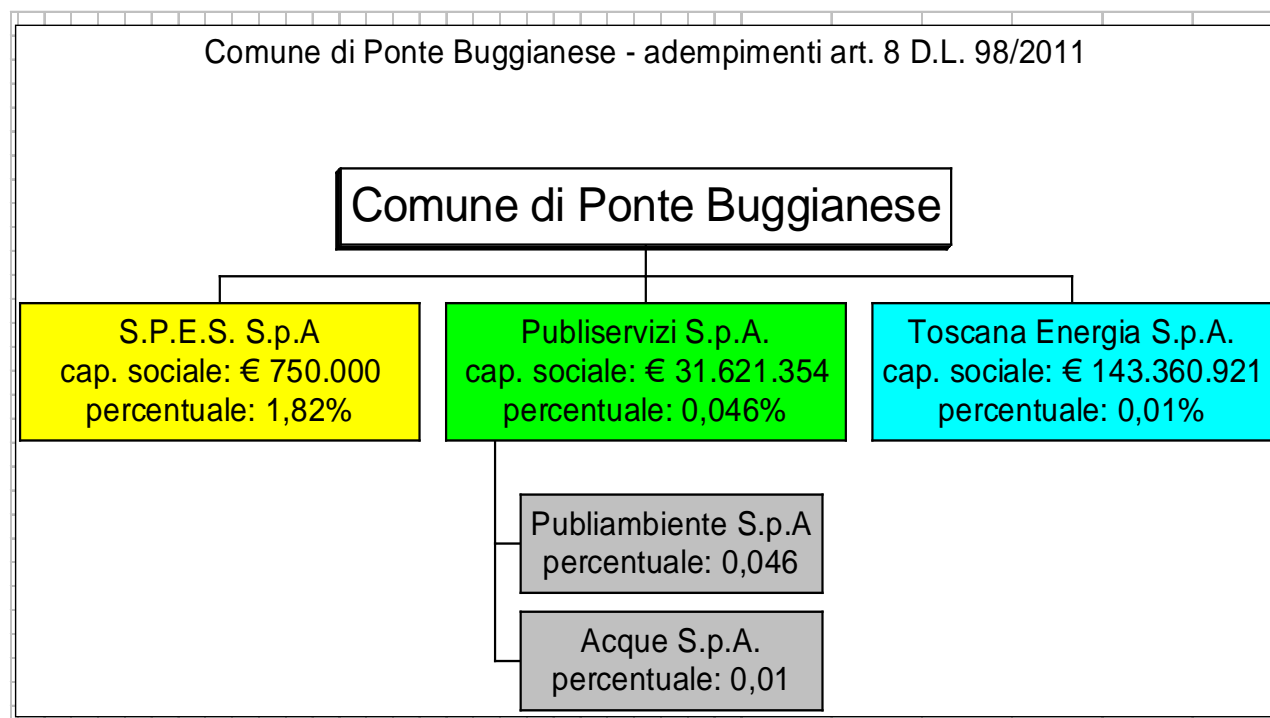 Comune di Ponte Buggianese - adempimenti art. 8 D.L. 98/2011
Comune di Ponte Buggianese
S.P.E.S. S.p.A
cap. sociale: € 750.000
percentuale: 1,82%
Publiservizi S.p.A.
cap. sociale: € 31.621.354
percentuale: 0,046%
Toscana Energia S.p.A.
cap. sociale: € 143.360.921
percentuale: 0,01%
Publiambiente S.p.A
percentuale: 0,046
Acque S.p.A.
percentuale: 0,01